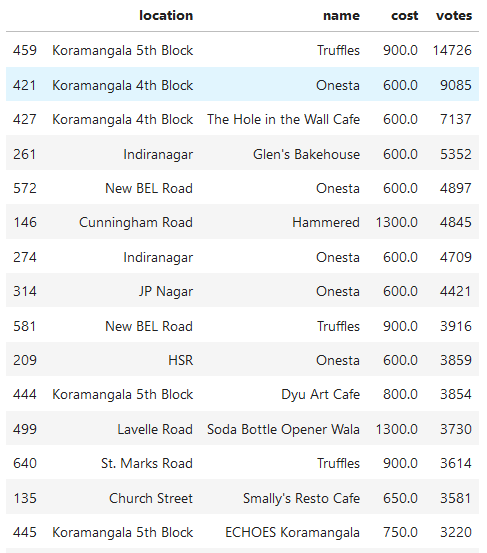 location name cost votes
459 Koramangala 5th Block Truffles 900.0 14726
421 Koramangala 4th Block Onesta 600.0 9085
427 Koramangala 4th Block The Hole in the Wall Cafe 600.0 7137
261 Indiranagar Glen's Bakehouse 600.0 5352
572 New BEL Road Onesta 600.0 4897
146 Cunningham Road Hammered 1300.0 4845
274 Indiranagar Onesta 600.0 4709
314 JP Nagar Onesta 600.0 4421
581 New BEL Road Truffles 900.0 3916
209 HSR Onesta 600.0 3859
444 Koramangala 5th Block Dyu Art Cafe 800.0 3854
499 Lavelle Road Soda Bottle Opener Wala 1300.0 3730
640 St. Marks Road Truffles 900.0 3614
135 Church Street Smally's Resto Cafe 650.0 3581
445 Koramangala 5th Block ECHOES Koramangala 750.0 3220